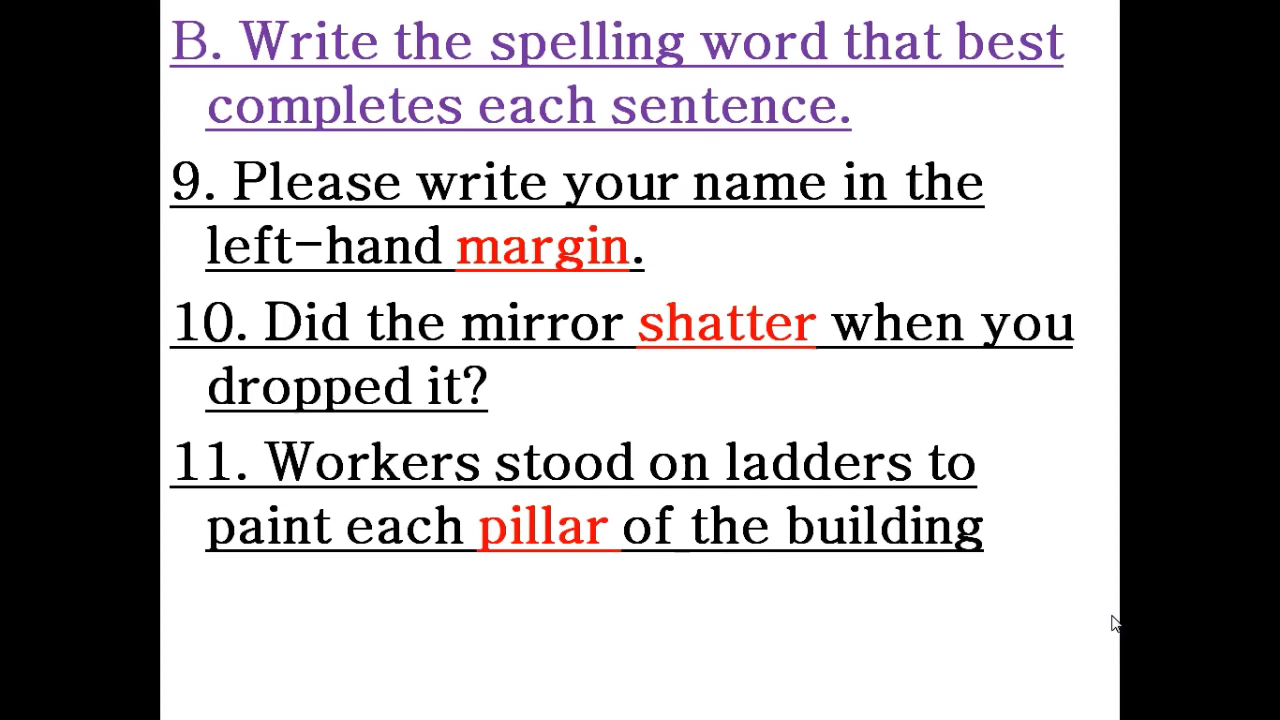 B. Write the spelling word that best
completes each sentence.
9. Please write your name in the
left-hand margin.
10. Did the mirror shatter when you
dropped it?
11. Workers stood on ladders to
paint each pillar of the building